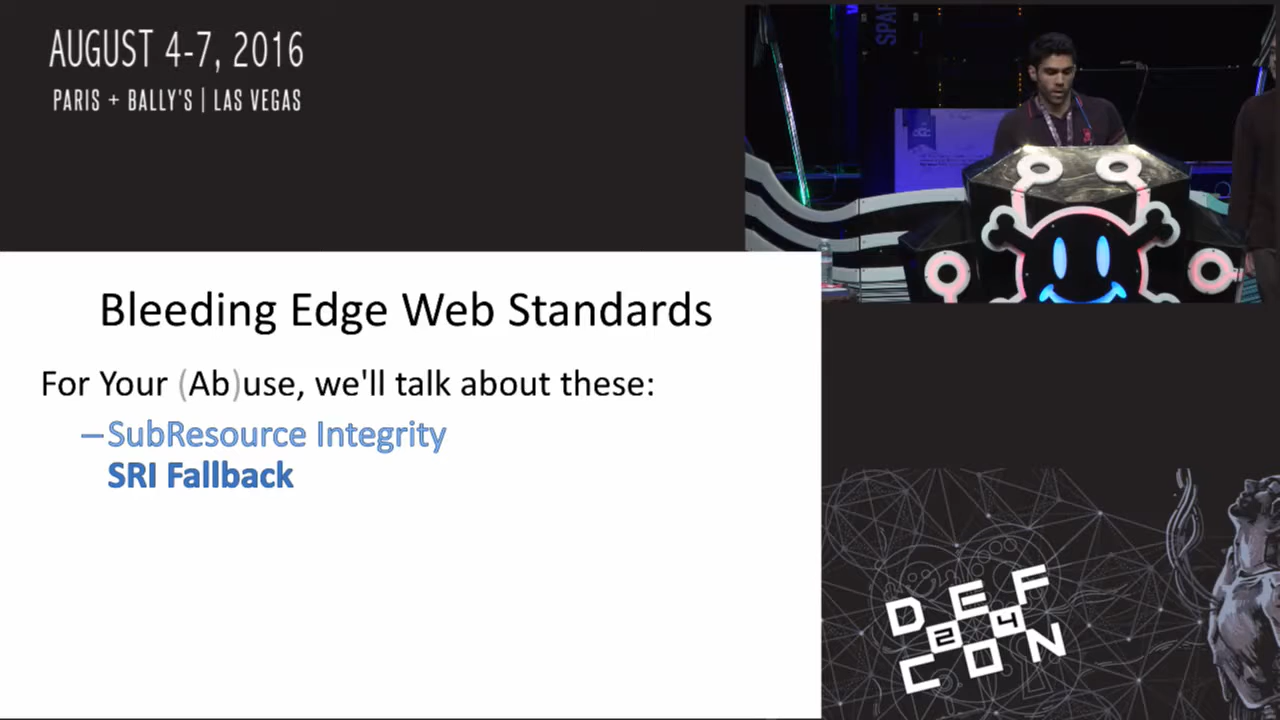 AUGUST 4-7, 2016
PARIS + BALLY'S | LAS VEGAS
SPAR
Bleeding Edge Web Standards
For Your (Ab)use, we'll talk about these:
–SubResource Integrity
SRI Fallback
DEF
24
CON